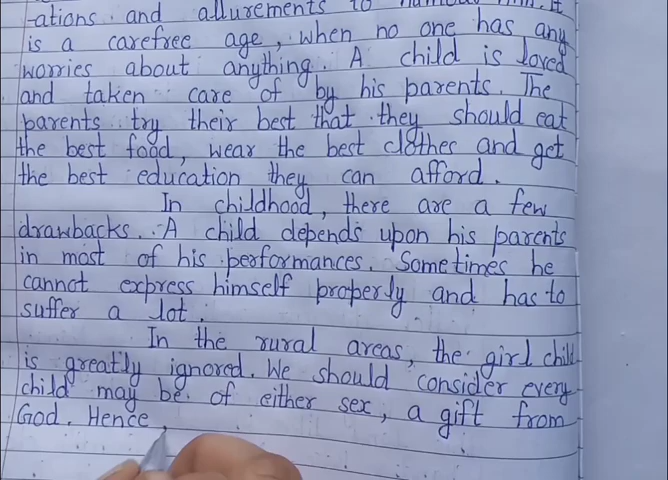 -ations and allurements to
is a carefree age, when no one has any
worries about anything. A child is loved
and taken care of by his parents. The
parents try their best that they should eat
the best food, wear the best clothes and get
the best education they can afford.
In childhood, there are a few
drawbacks. A child depends upon his parents
in most of his performances. Sometimes he
cannot express himself properly and has to
suffer a lot.
In the rural areas, the girl child
is greatly ignored. We should consider every
child may be of either sex, a gift from
God. Hence,